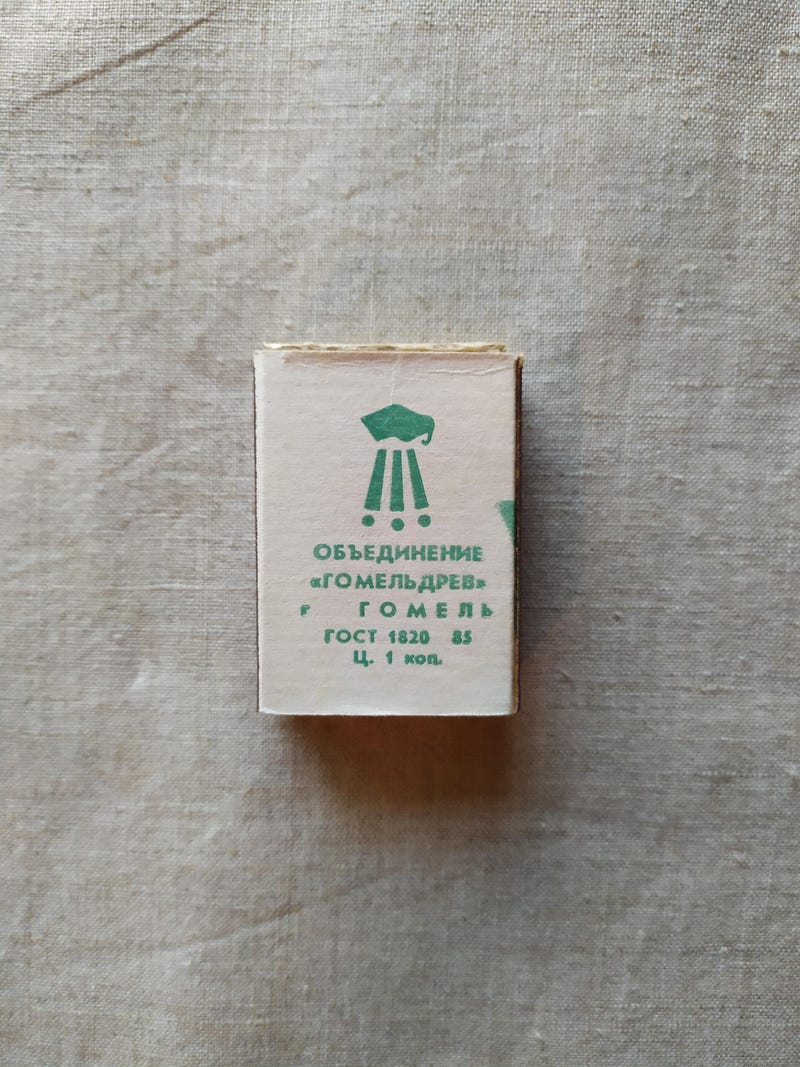 ОБЪЕДИНЕНИЕ
«ГОМЕЛЬДРЕВ»
г ГОМЕЛЬ
ГОСТ 1820 85
Ц. 1 коп.